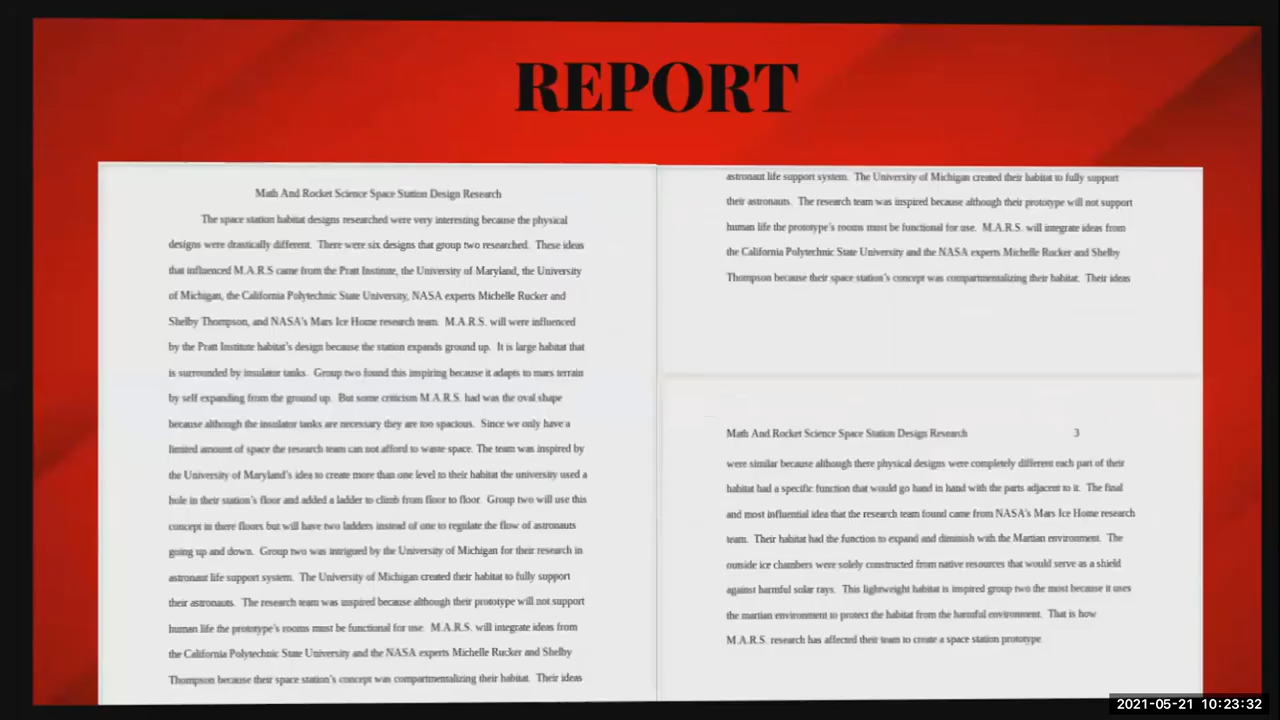 REPORT
Math And Rocket Science Space Station Design Research
The space station habitat designs researched were very interesting because the physical
designs were drastically different. There were six designs that group two researched. These ideas
that influenced M.A.R.S came from the Pratt Institute, the University of Maryland, the University
of Michigan, the California Polytechnic State University, NASA experts Michelle Rucker and
Shelby Thompson, and NASA's Mars Ice Home research team. M.A.R.S. will were influenced
by the Pratt Institute habitat's design because the station expands ground up. It is large habitat that
is surrounded by insulator tanks. Group two found this inspiring because it adapts to mars terrain
by self expanding from the ground up. But some criticism M.A.R.S. had was the oval shape
because although the insulator tanks are necessary they are too spacious. Since we only have a
limited amount of space the research team can not afford to waste space. The team was inspired by
the University of Maryland's idea to create more than one level to their habitat the university used a
hole in their station's floor and added a ladder to climb from floor to floor. Group two will use this
concept in there floors but will have two ladders instead of one to regulate the flow of astronauts
going up and down. Group two was intrigued by the University of Michigan for their research in
astronaut life support system. The University of Michigan created their habitat to fully support
their astronauts. The research team was inspired because although their prototype will not support
human life the prototype's rooms must be functional for use. M.A.R.S. will integrate ideas from
the California Polytechnic State University and the NASA experts Michelle Rucker and Shelby
Thompson because their space station's concept was compartmentalizing their habitat. Their ideas
astronaut life support system. The University of Michigan created their habitat to fully support
their astronauts. The research team was inspired because although their prototype will not support
human life the prototype's rooms must be functional for use. M.A.R.S. will integrate ideas from
the California Polytechnic State University and the NASA experts Michelle Rucker and Shelby
Thompson because their space station's concept was compartmentalizing their habitat. Their ideas
Math And Rocket Science Space Station Design Research 3
were similar because although there physical designs were completely different each part of their
habitat had a specific function that would go hand in hand with the parts adjacent to it. The final
and most influential idea that the research team found came from NASA's Mars Ice Home research
team. Their habitat had the function to expand and diminish with the Martian environment. The
outside ice chambers were solely constructed from native resources that would serve as a shield
against harmful solar rays. This lightweight habitat is inspired group two the most because it uses
the martian environment to protect the habitat from the harmful environment. That is how
M.A.R.S. research has affected their team to create a space station prototype.
2021-05-21 10:23:32